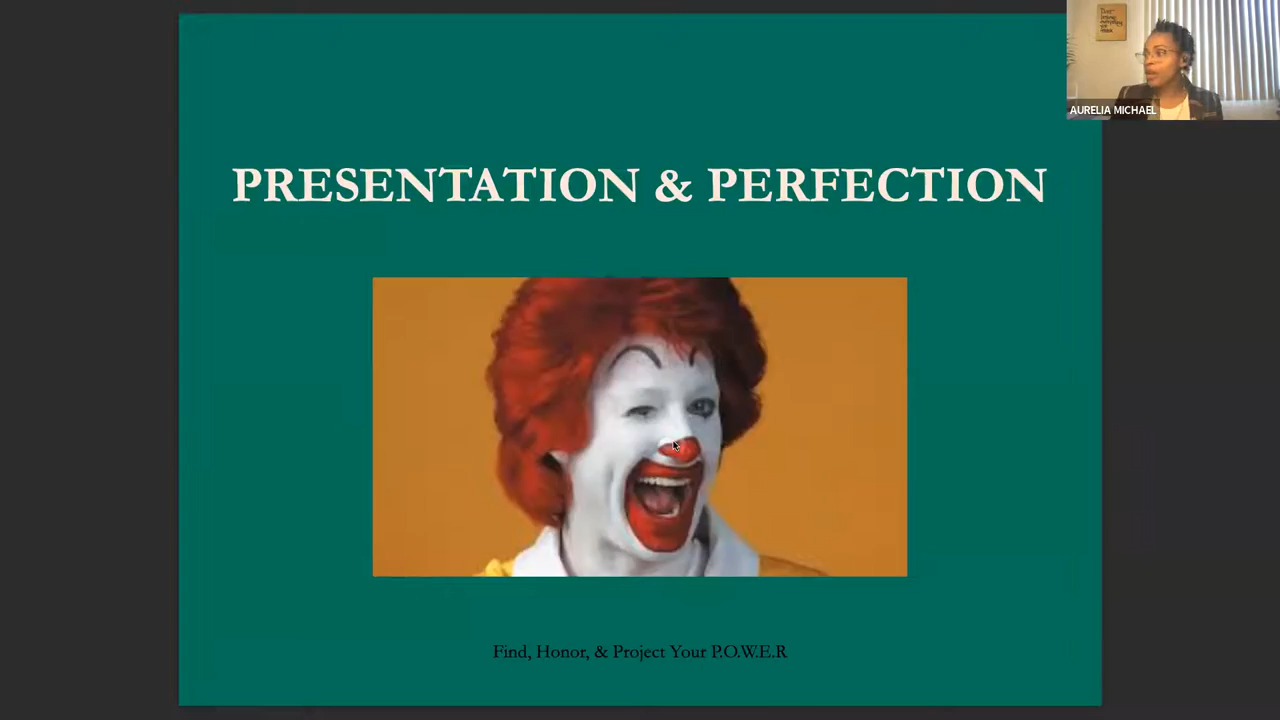 PRESENTATION & PERFECTION
AURELIA MICHAEL
Find, Honor, & Project Your P.O.W.E.R